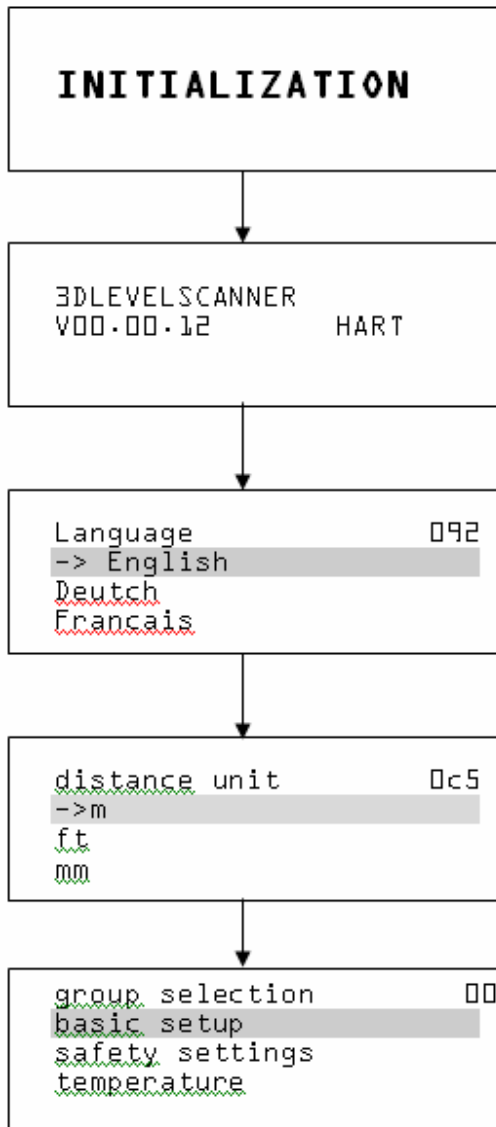 INITIALIZATION
3DLEVELSCANNER
V00.00.12 HART
Language 092
-> English
Deutch
Francais
distance unit 0c5
->m
ft
mm
group selection 00
basic setup
safety settings
temperature